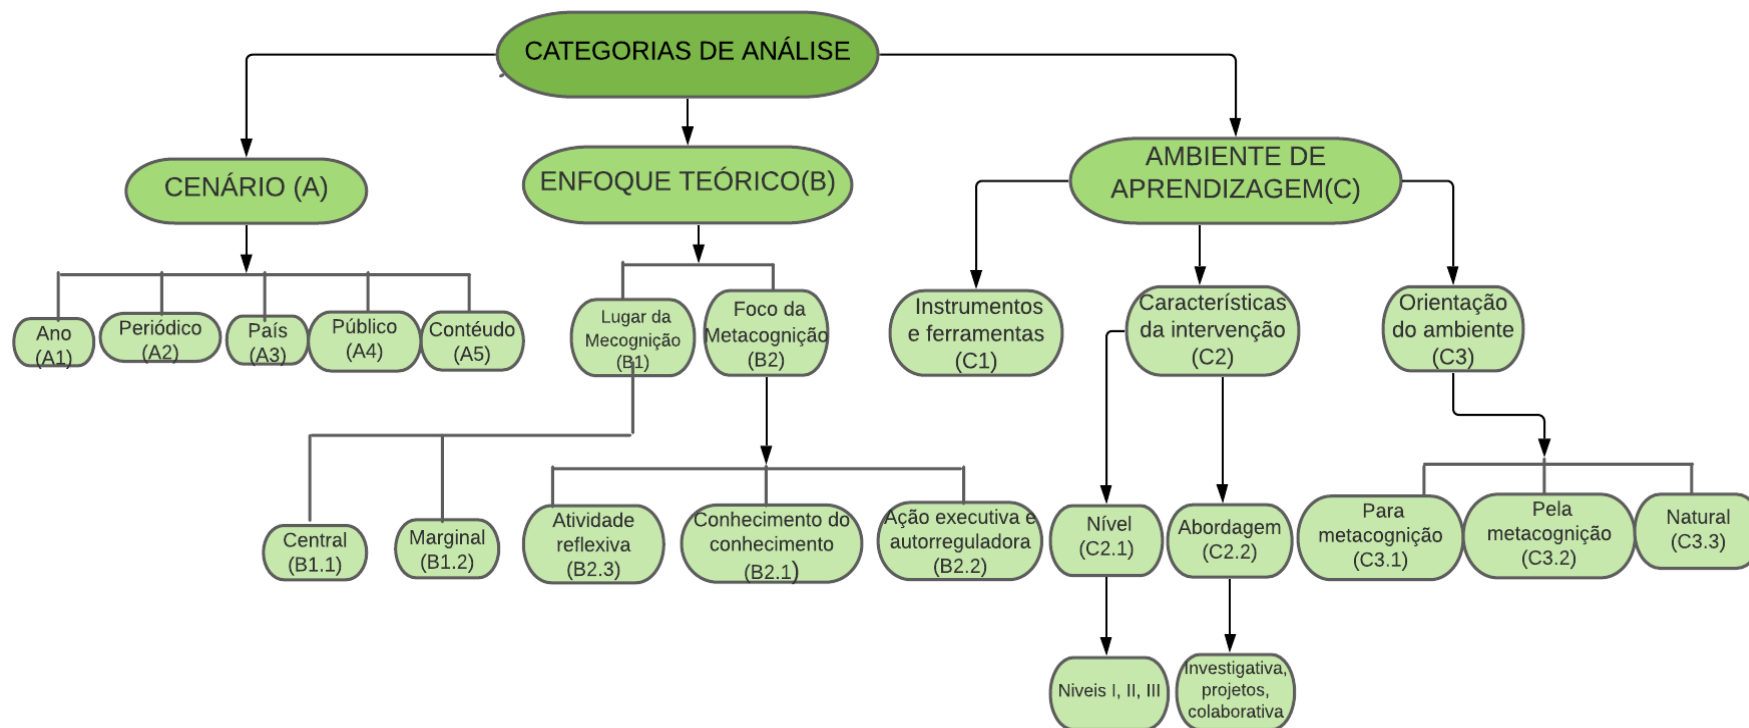 CATEGORIAS DE ANÁLISE
CENÁRIO (A)
ENFOQUE TEÓRICO(B)
AMBIENTE DE
APRENDIZAGEM(C)
Ano
(A1)
Periódico
(A2)
País
(A3)
Público
(A4)
Contéudo
(A5)
Lugar da
Mecognição
(B1)
Foco da
Metacognição
(B2)
Instrumentos
e ferramentas
(C1)
Características
da intervenção
(C2)
Orientação
do ambiente
(C3)
Central
(B1.1)
Marginal
(B1.2)
Atividade
reflexiva
(B2.3)
Conhecimento do
conhecimento
(B2.1)
Ação executiva e
autorreguladora
(B2.2)
Nível
(C2.1)
Abordagem
(C2.2)
Para
metacognição
(C3.1)
Pela
metacognição
(C3.2)
Natural
(C3.3)
Niveis I, II, III
Investigativa,
projetos,
colaborativa